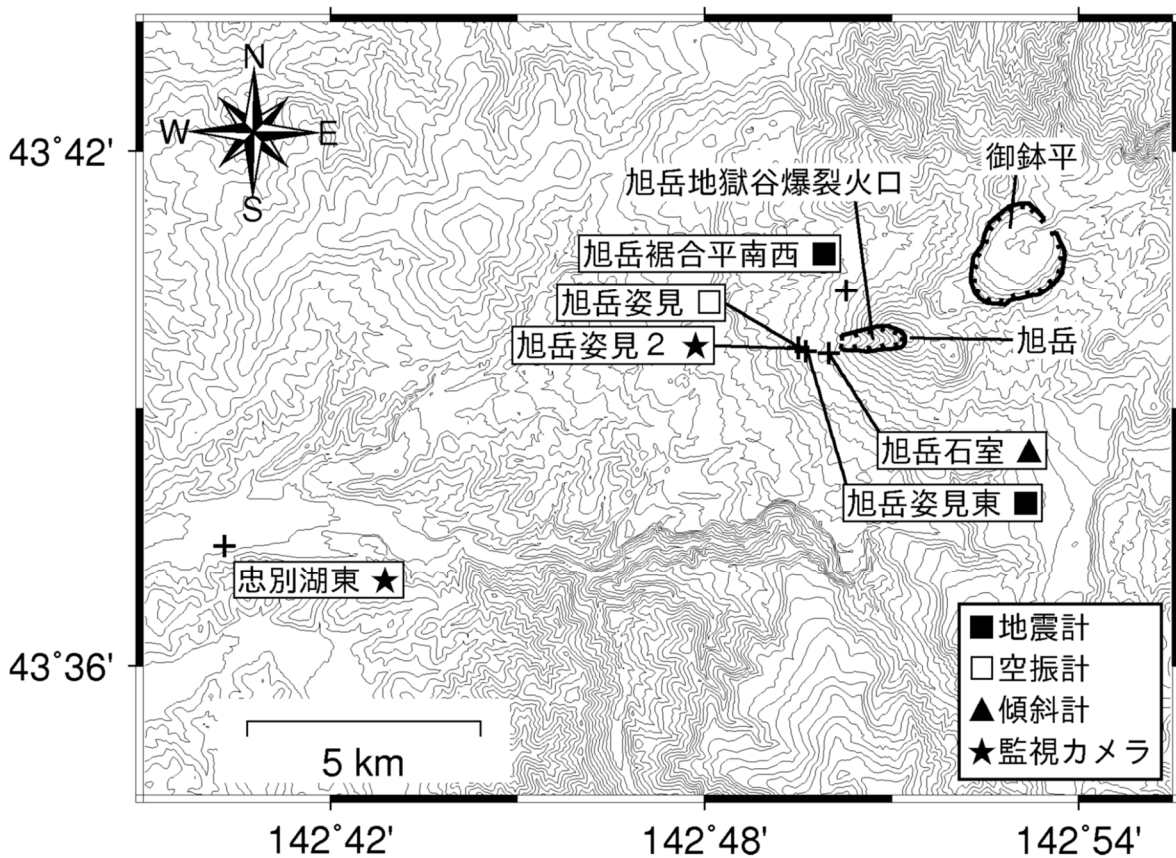 N
W
E
S
43°42'
御鉢平
旭岳地獄谷爆裂火口
旭岳裾合平南西 ■
旭岳姿見 □
旭岳姿見２ ★
旭岳
旭岳石室 ▲
旭岳姿見東 ■
忠別湖東 ★
43°36'
■地震計
□空振計
▲傾斜計
★監視カメラ
5 km
142°42'
142°48'
142°54'